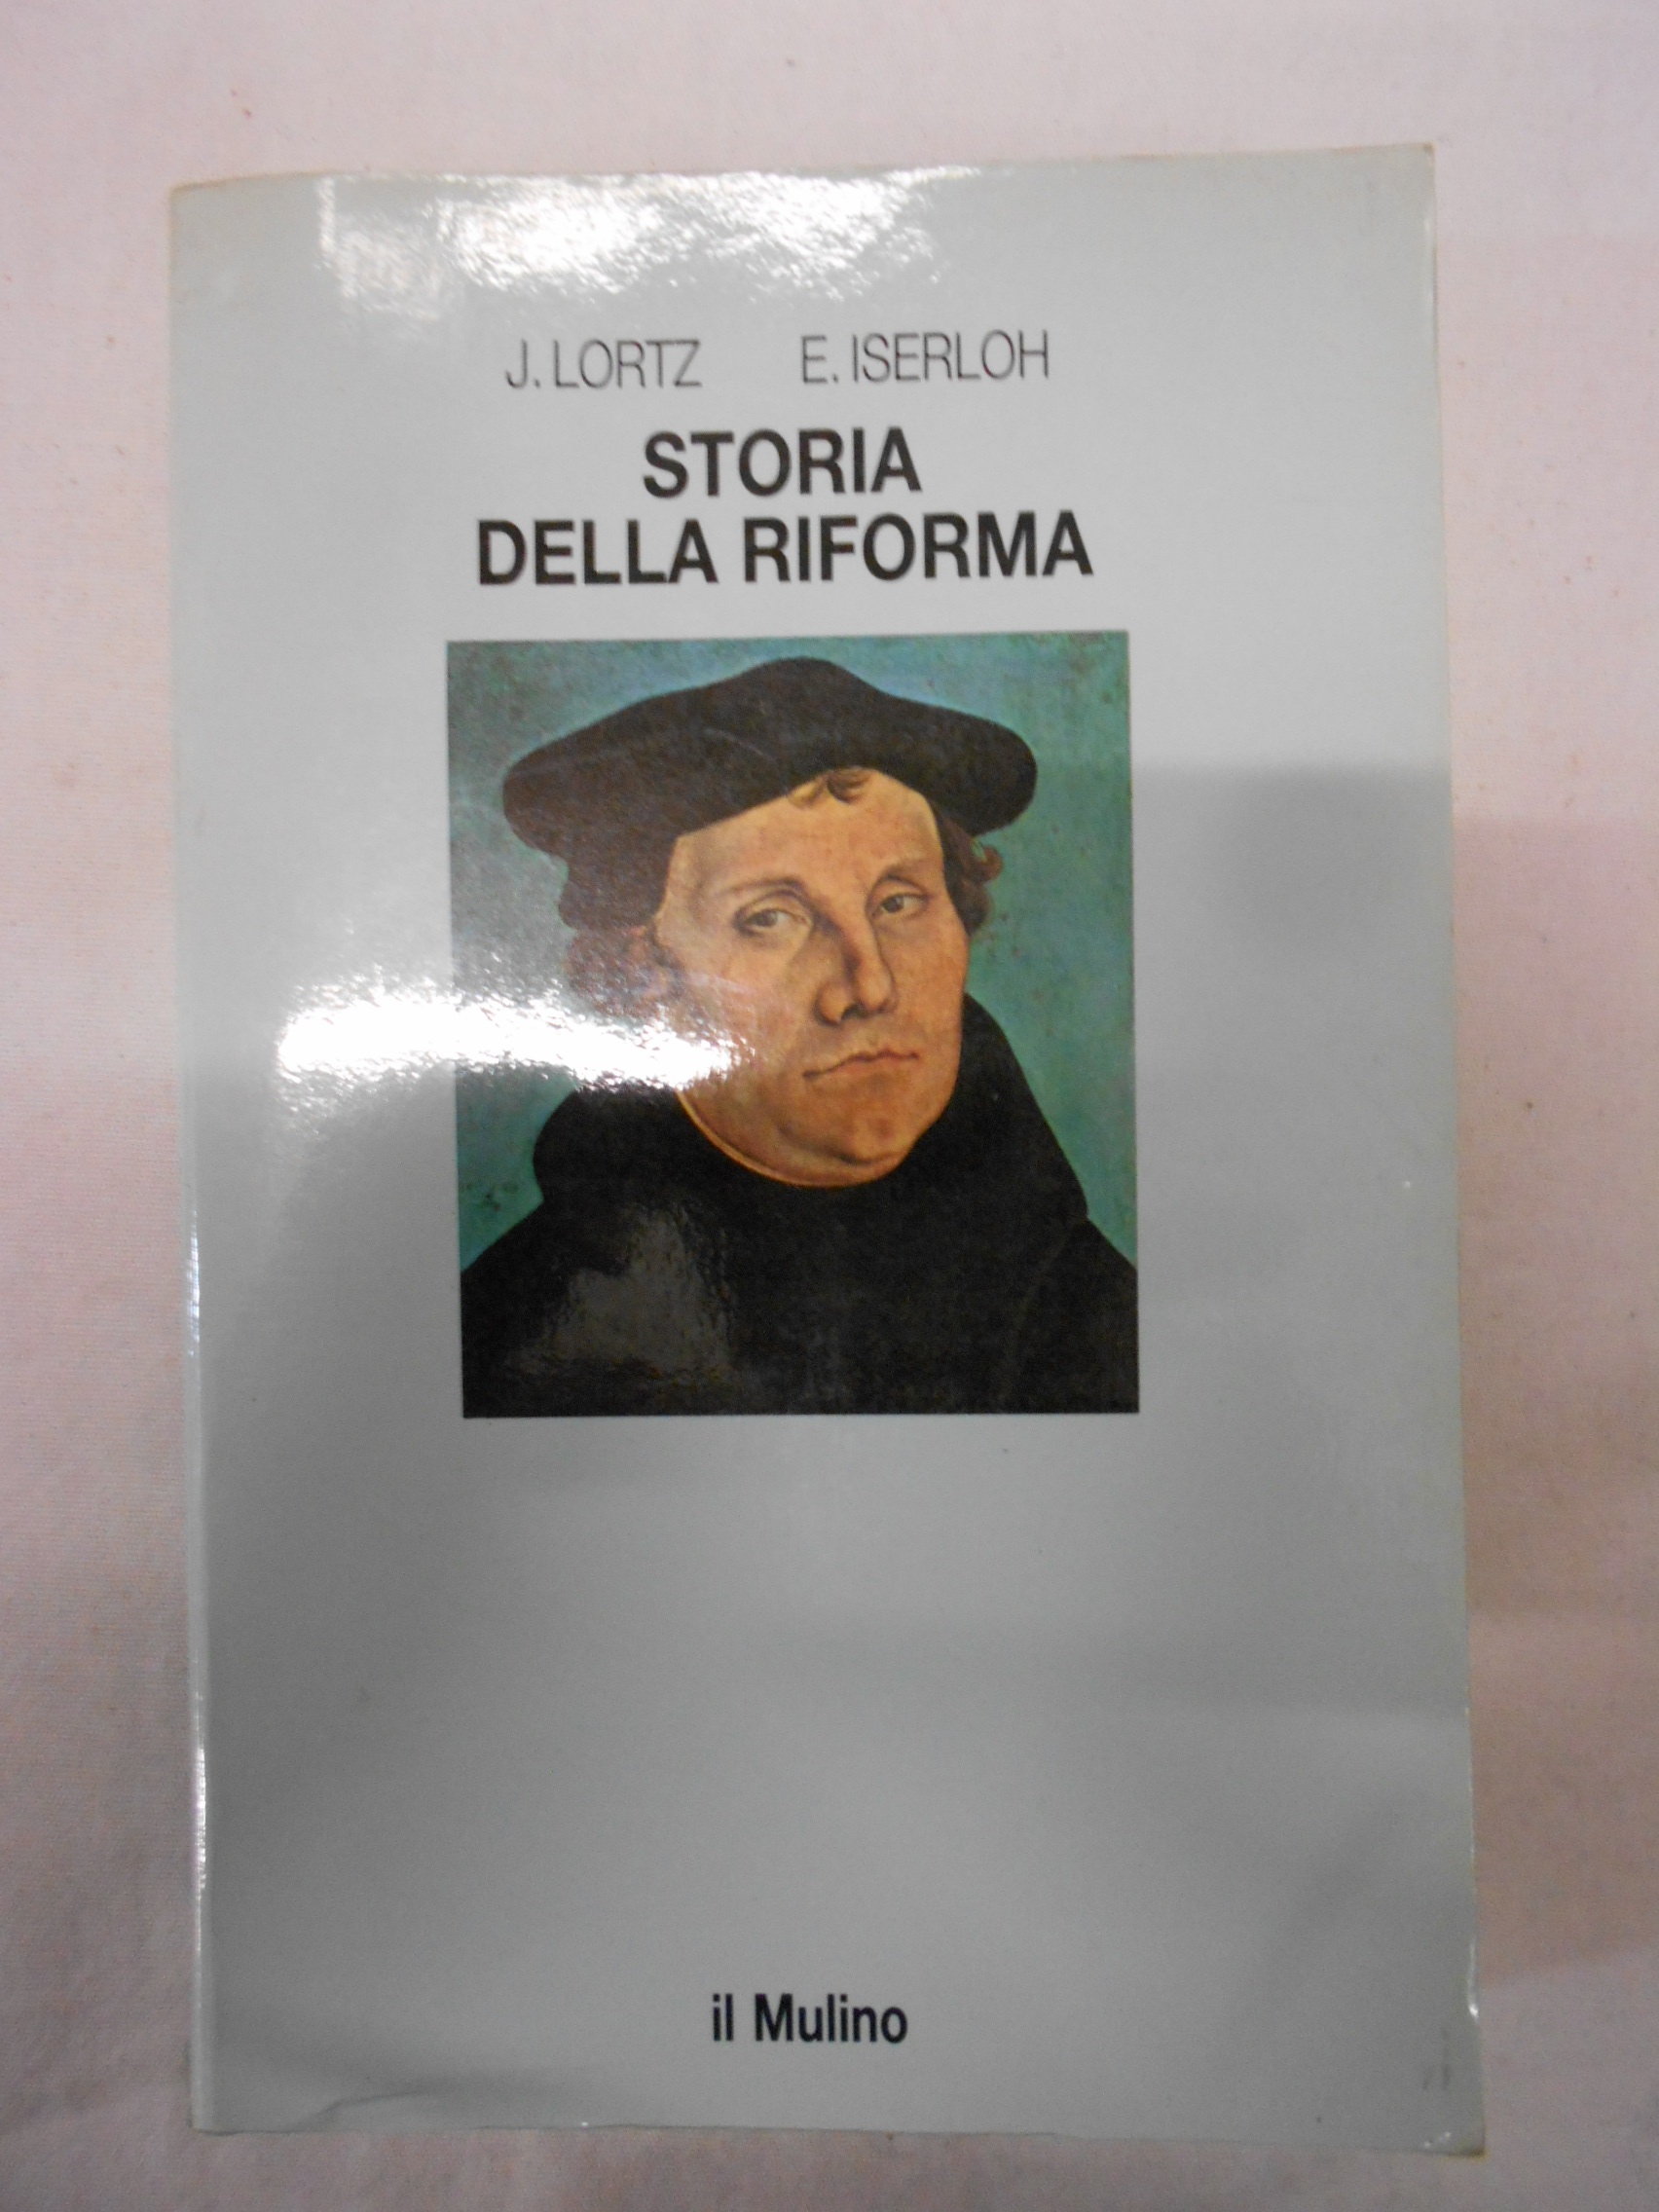 J. LORTZ E. ISERLOH
STORIA
DELLA RIFORMA
il Mulino